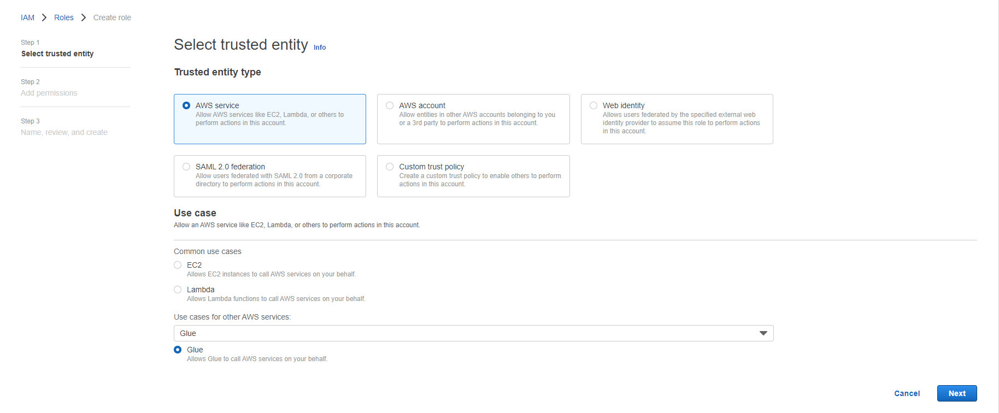 IAM > Roles > Create role
Step 1
Select trusted entity
Step 2
Add permissions
Step 3
Name, review, and create
Select trusted entity Info
Trusted entity type
AWS service
Allow AWS services like EC2, Lambda, or others to
perform actions in this account.
AWS account
Allow entities in other AWS accounts belonging to you
or a 3rd party to perform actions in this account.
Web identity
Allows users federated by the specified external web
identity provider to assume this role to perform actions
in this account.
SAML 2.0 federation
Allow users federated with SAML 2.0 from a corporate
directory to perform actions in this account.
Custom trust policy
Create a custom trust policy to enable others to perform
actions in this account.
Use case
Allow an AWS service like EC2, Lambda, or others to perform actions in this account.
Common use cases
EC2
Allows EC2 instances to call AWS services on your behalf.
Lambda
Allows Lambda functions to call AWS services on your behalf.
Use cases for other AWS services:
Glue
Glue
Allows Glue to call AWS services on your behalf.
Cancel Next